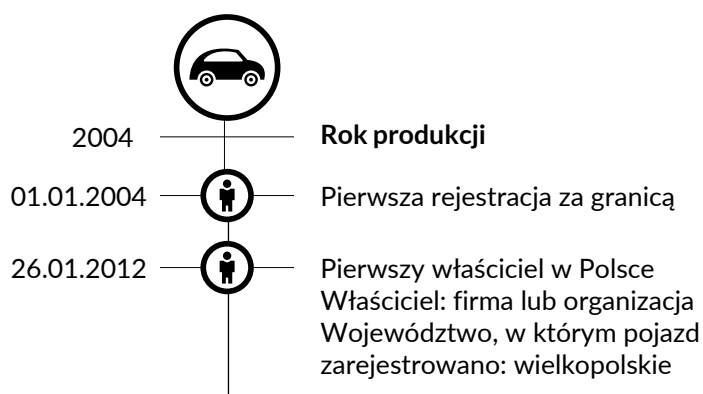 2004 Rok produkcji
01.01.2004 Pierwsza rejestracja za granicą
26.01.2012 Pierwszy właściciel w Polsce
Właściciel: firma lub organizacja
Województwo, w którym pojazd
zarejestrowano: wielkopolskie